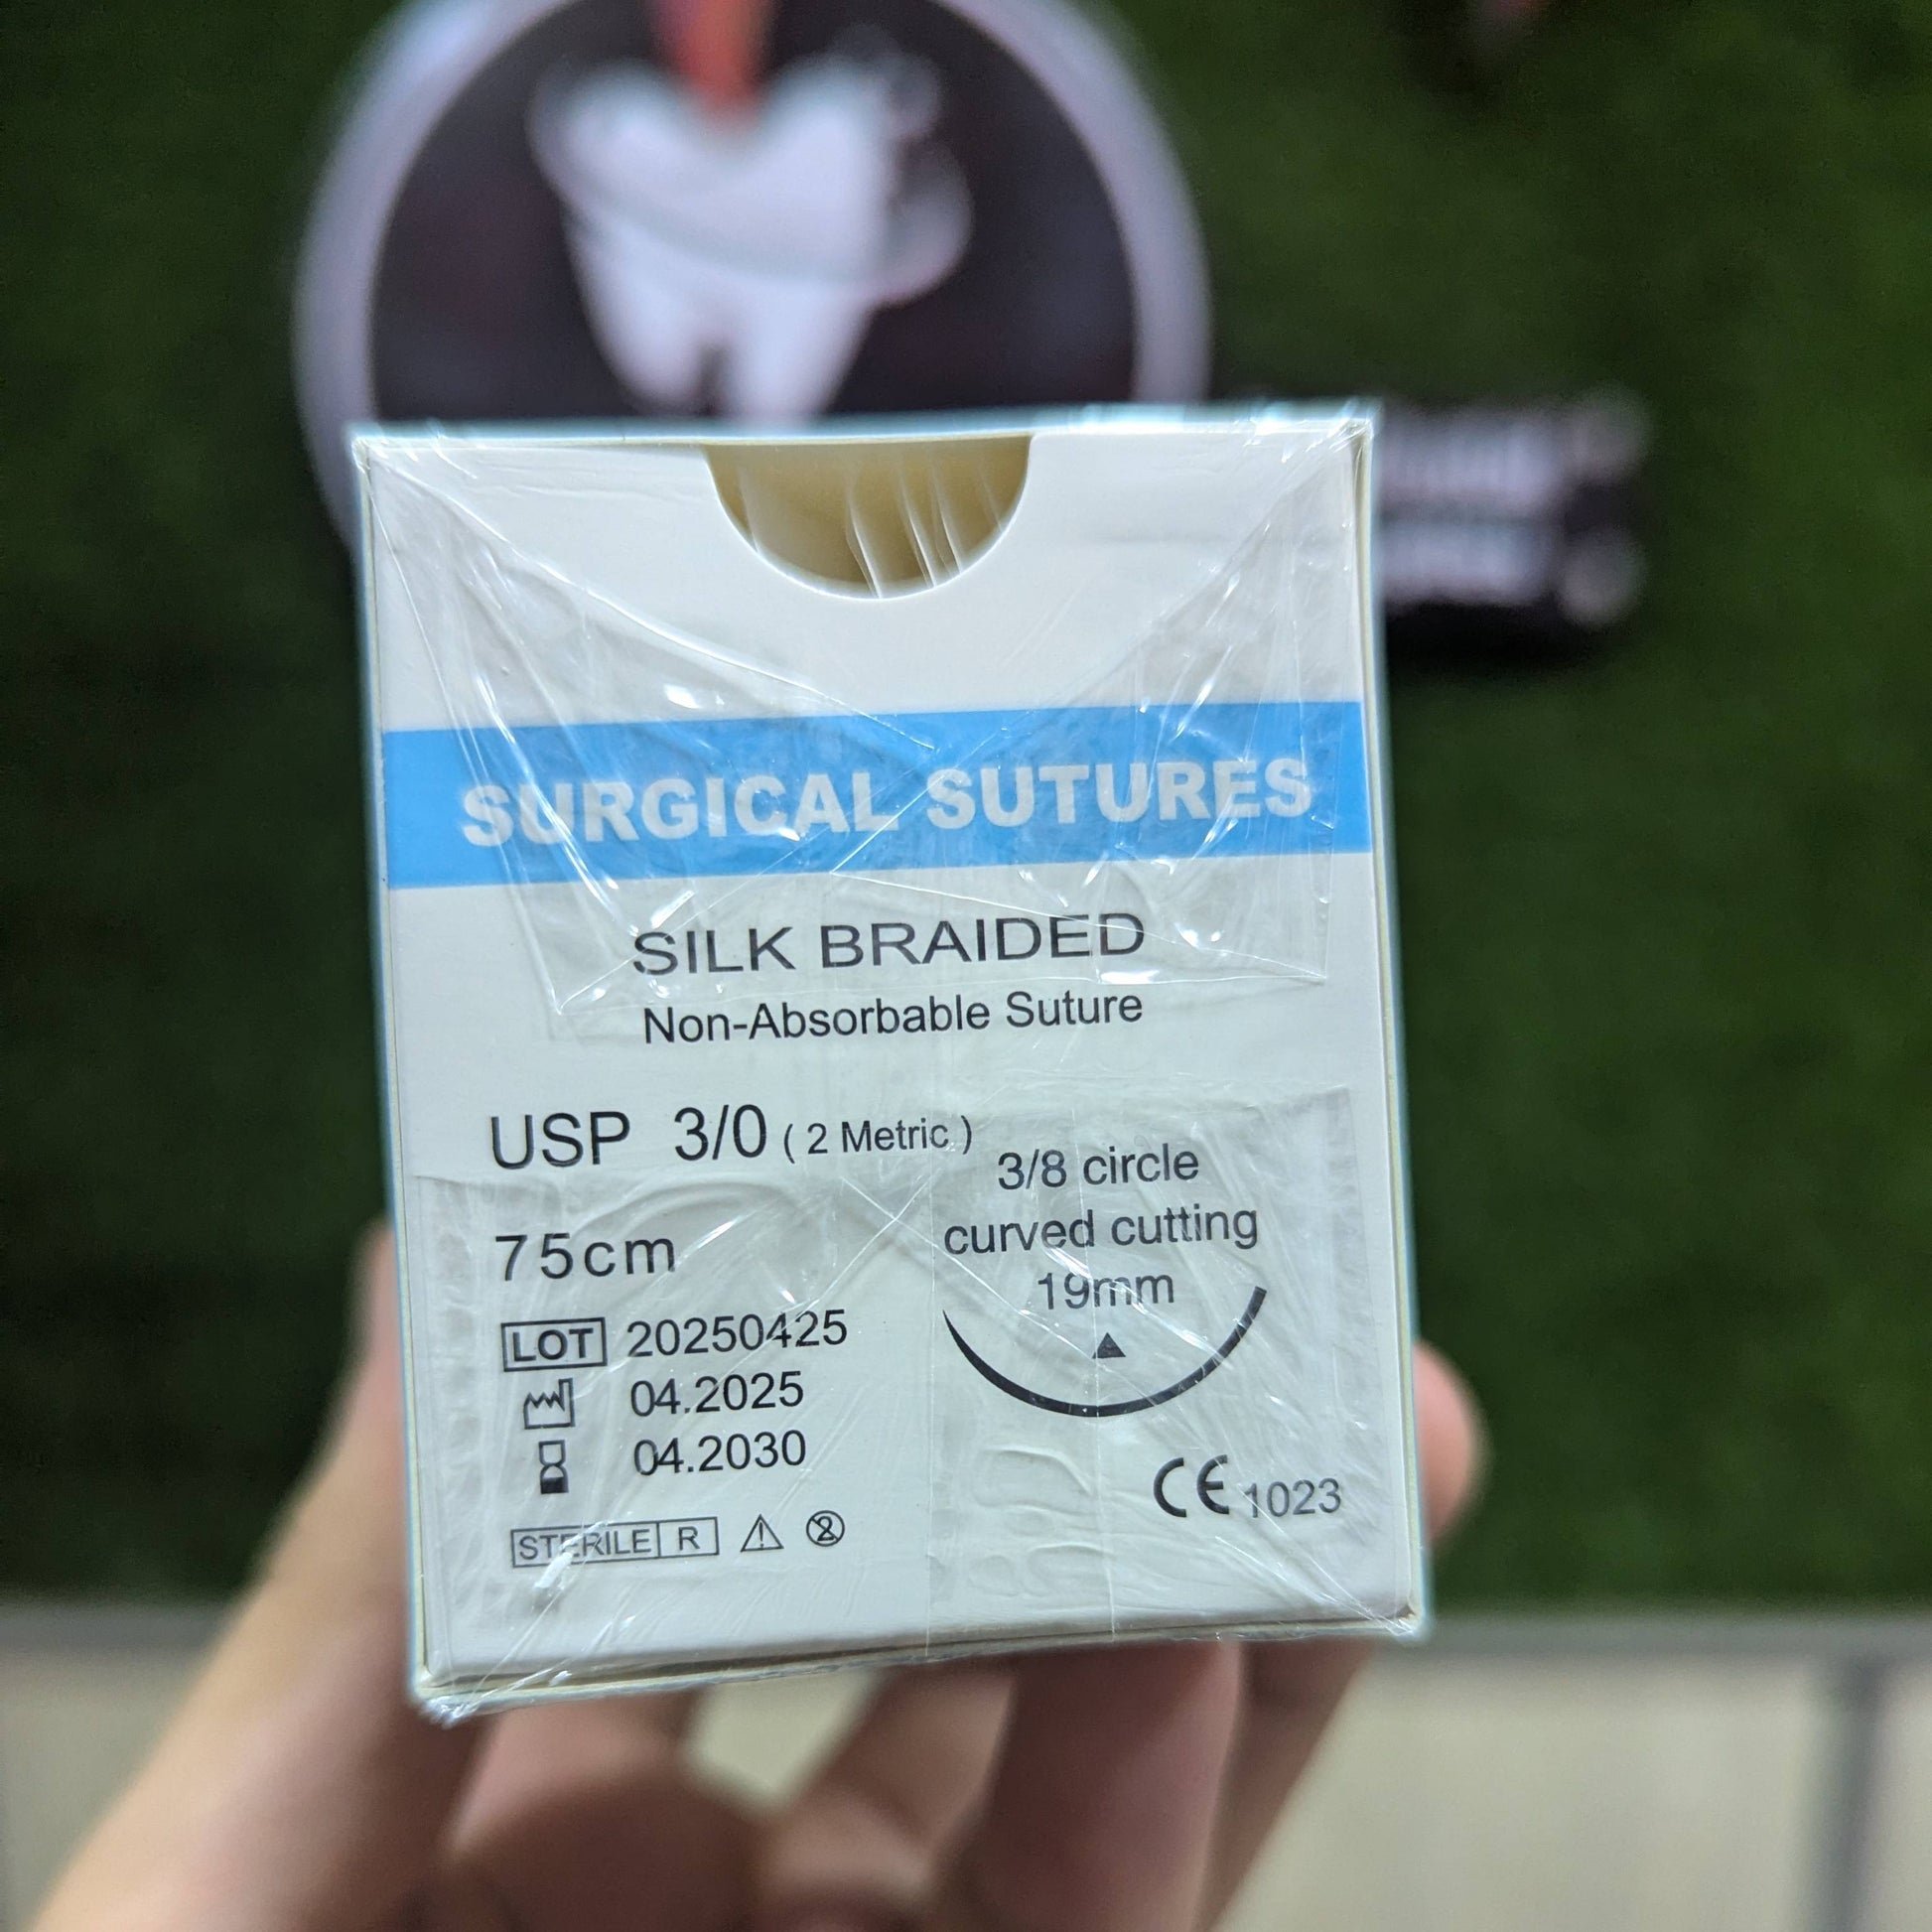 SURGICAL SUTURES
SILK BRAIDED
Non-Absorbable Suture
USP 3/0 ( 2 Metric )
75cm
3/8 circle
curved cutting
19mm
LOT 20250425
04.2025
04.2030
STERILE R
2
CE 1023